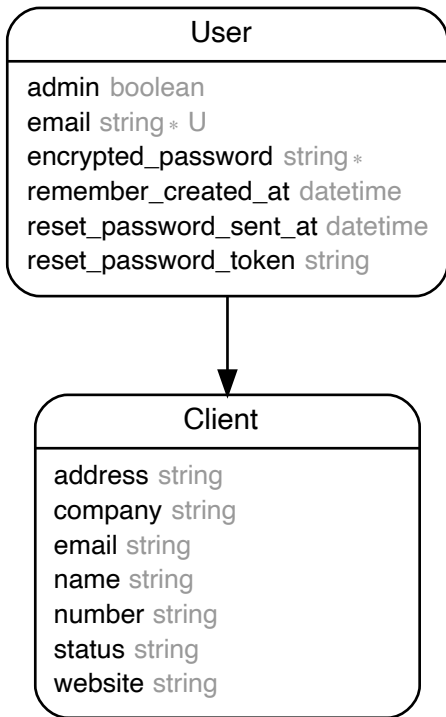 User
admin boolean
email string* U
encrypted_password string*
remember_created_at datetime
reset_password_sent_at datetime
reset_password_token string
Client
address string
company string
email string
name string
number string
status string
website string